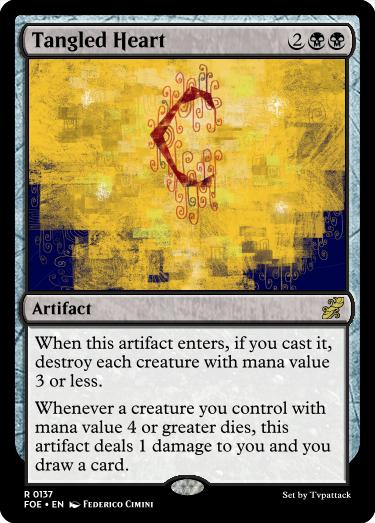 Tangled Heart 2
Artifact
When this artifact enters, if you cast it,
destroy each creature with mana value
3 or less.
Whenever a creature you control with
mana value 4 or greater dies, this
artifact deals 1 damage to you and you
draw a card.
R 0137
FOE • EN Federico Cimini
Set by Tvpattack